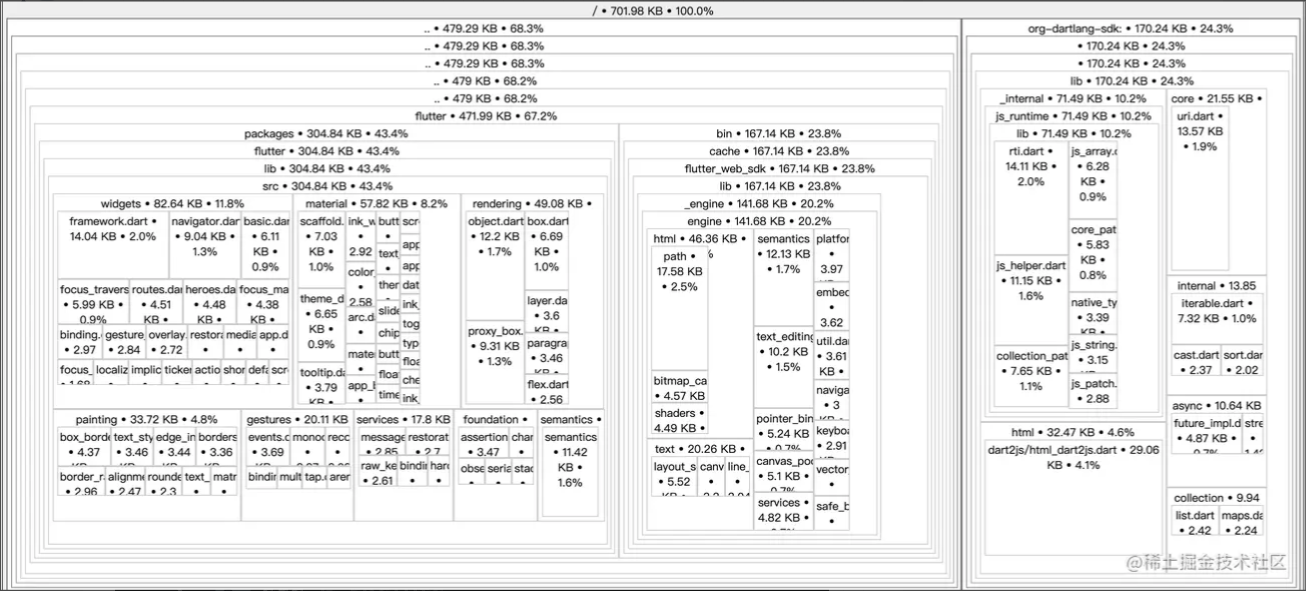 / • 701.98 KB • 100.0%
.. • 479.29 KB • 68.3%
.. • 479.29 KB • 68.3%
.. • 479.29 KB • 68.3%
.. • 479 KB • 68.2%
.. • 479 KB • 68.2%
flutter • 471.99 KB • 67.2%
packages • 304.84 KB • 43.4%
flutter • 304.84 KB • 43.4%
lib • 304.84 KB • 43.4%
src • 304.84 KB • 43.4%
widgets • 82.64 KB • 11.8%
framework.dart •
14.04 KB • 2.0%
navigator.dar
• 9.04 KB •
1.3%
basic.dar
• 6.11
KB •
0.9%
focus_travers
• 5.99 KB •
0.9%
routes.dar
• 4.51
KB •
heroes.da
• 4.48
KB •
focus_ma
• 4.38
KB •
binding.
• 2.97
gesture
• 2.84
overlay.
• 2.72
restora
•
media
•
app.d
•
focus_
• 1.68
localiz
•
implic
•
ticker
•
actio
•
shor
•
defa
•
scro
•
material • 57.82 KB • 8.2%
scaffold.
• 7.03
KB •
1.0%
theme_d
• 6.65
KB •
0.9%
tooltip.da
• 3.79
KB •
ink_w
•
2.92
color
•
2.58
arc.d
•
mate
•
app_b
•
butt
•
text
•
ther
•
slide
chip
butt
floa
time
scr
app
app
dat
ink_
tog
typ
floa
che
ink_
rendering • 49.08 KB •
object.dart
• 12.2 KB
• 1.7%
proxy_box.
• 9.31 KB
• 1.3%
box.dart
• 6.69
KB •
1.0%
layer.da
• 3.6
KB •
paragra
• 3.46
KB •
flex.dart
• 2.56
painting • 33.72 KB • 4.8%
box_borde
• 4.37
KB •
text_sty
• 3.46
KB •
edge_in
• 3.44
KB •
borders
• 3.36
KB •
border_ra
• 2.96
alignm
• 2.47
rounde
• 2.3
text_
•
matr
•
gestures • 20.11 KB
events.d
• 3.69
KB •
monod
•
reco
•
bindir
mult
tap.d
arer
services • 17.8 KB
message
• 2.85
restorat
• 2.7
raw_ke
• 2.61
bindir
•
hard
•
foundation •
assertion
• 3.47
char
•
obse
•
seria
•
stac
•
semantics •
semantics
• 11.42
KB •
1.6%
bin • 167.14 KB • 23.8%
cache • 167.14 KB • 23.8%
flutter_web_sdk • 167.14 KB • 23.8%
lib • 167.14 KB • 23.8%
_engine • 141.68 KB • 20.2%
engine • 141.68 KB • 20.2%
html • 46.36 KB •
path •
17.58 KB
• 2.5%
bitmap_ca
• 4.57 KB
shaders •
4.49 KB
text • 20.26 KB •
layout_s
• 5.52
KB •
canv
•
line_
•
semantics
• 12.13 KB
• 1.7%
text_editing
• 10.2 KB
• 1.5%
pointer_bin
• 5.24 KB
• 0.7%
canvas_poo
• 5.1 KB •
0.7%
services •
4.82 KB •
platfor
•
3.97
embed
•
3.62
util.dar
• 3.61
KB •
naviga
•
3
keyboa
• 2.91
vector
•
safe_b
•
org-dartlang-sdk: • 170.24 KB • 24.3%
• 170.24 KB • 24.3%
• 170.24 KB • 24.3%
lib • 170.24 KB • 24.3%
_internal • 71.49 KB • 10.2%
js_runtime • 71.49 KB • 10.2%
lib • 71.49 KB • 10.2%
rti.dart •
14.11 KB •
2.0%
js_helper.dart
• 11.15 KB •
1.6%
collection_pat
• 7.65 KB •
1.1%
js_array.d
• 6.28
KB •
0.9%
core_pat
• 5.83
KB •
0.8%
native_ty
• 3.39
KB •
js_string.
• 3.15
KB •
js_patch.
• 2.88
html • 32.47 KB • 4.6%
dart2js/html_dart2js.dart • 29.06
KB • 4.1%
core • 21.55 KB •
uri.dart •
13.57 KB
• 1.9%
internal • 13.85
iterable.dart •
7.32 KB • 1.0%
cast.dart
• 2.37
sort.dar
• 2.02
async • 10.64 KB
future_impl.d
• 4.87 KB •
0.7%
stre
•
collection • 9.94
list.dart
• 2.42
maps.da
• 2.24
@稀土掘金技术社区